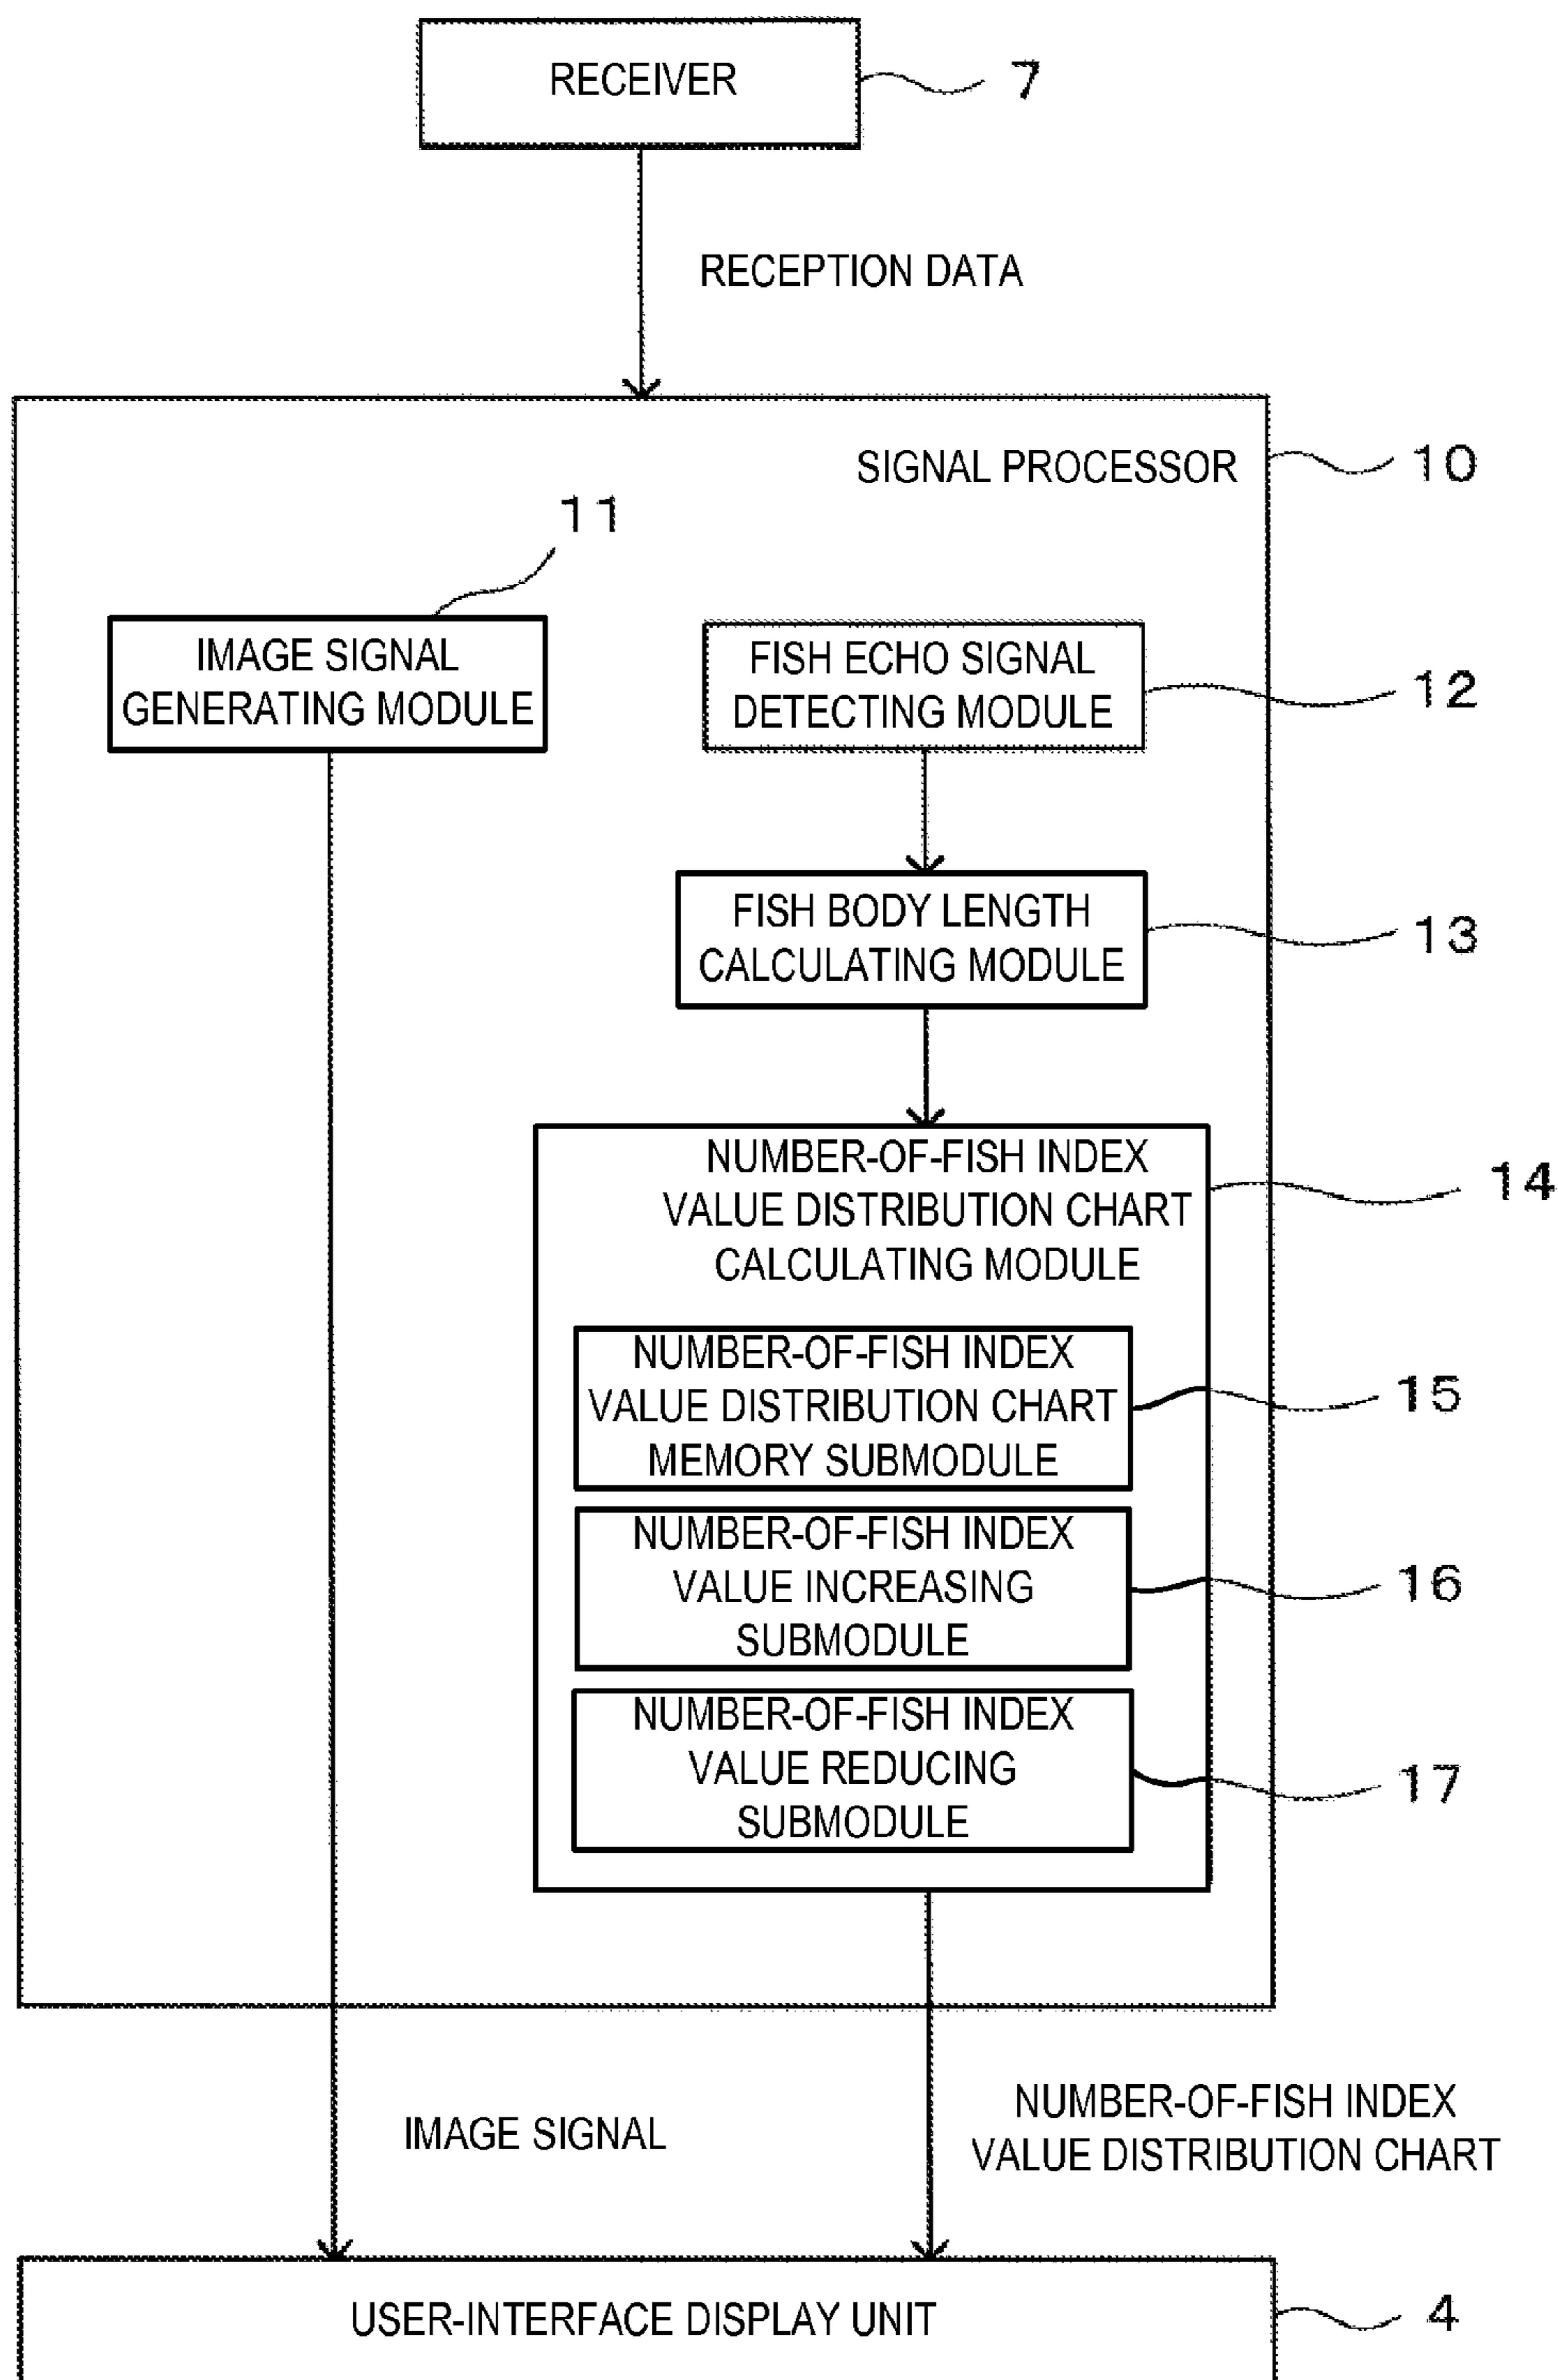 RECEIVER
7
RECEPTION DATA
SIGNAL PROCESSOR
10
11
IMAGE SIGNAL
GENERATING MODULE
FISH ECHO SIGNAL
DETECTING MODULE
12
FISH BODY LENGTH
CALCULATING MODULE
13
NUMBER-OF-FISH INDEX
VALUE DISTRIBUTION CHART
CALCULATING MODULE
14
NUMBER-OF-FISH INDEX
VALUE DISTRIBUTION CHART
MEMORY SUBMODULE
15
NUMBER-OF-FISH INDEX
VALUE INCREASING
SUBMODULE
16
NUMBER-OF-FISH INDEX
VALUE REDUCING
SUBMODULE
17
IMAGE SIGNAL
NUMBER-OF-FISH INDEX
VALUE DISTRIBUTION CHART
USER-INTERFACE DISPLAY UNIT
4